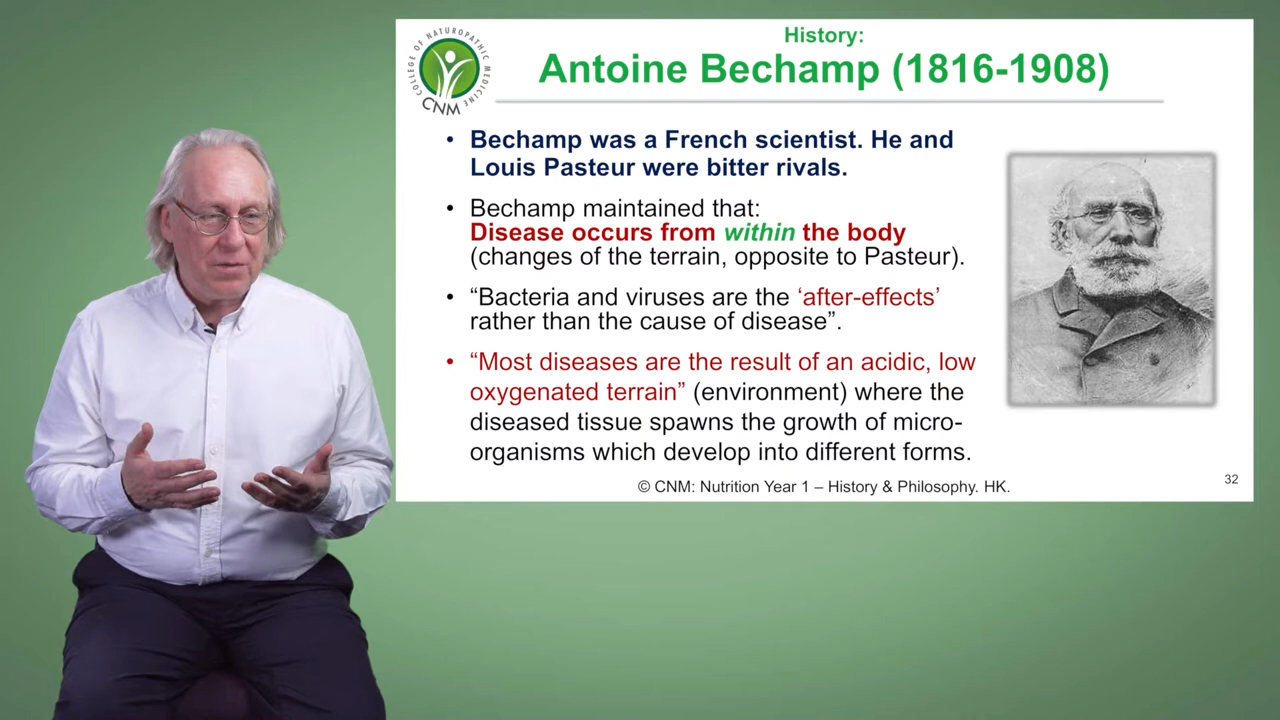 History:
Antoine Bechamp (1816-1908)
COLLEGE OF NATUROPATHIC MEDICINE
CNM
• Bechamp was a French scientist. He and
Louis Pasteur were bitter rivals.
• Bechamp maintained that:
Disease occurs from within the body
(changes of the terrain, opposite to Pasteur).
• “Bacteria and viruses are the ‘after-effects’
rather than the cause of disease”.
• “Most diseases are the result of an acidic, low
oxygenated terrain” (environment) where the
diseased tissue spawns the growth of micro-
organisms which develop into different forms.
© CNM: Nutrition Year 1 – History & Philosophy. HK.
32